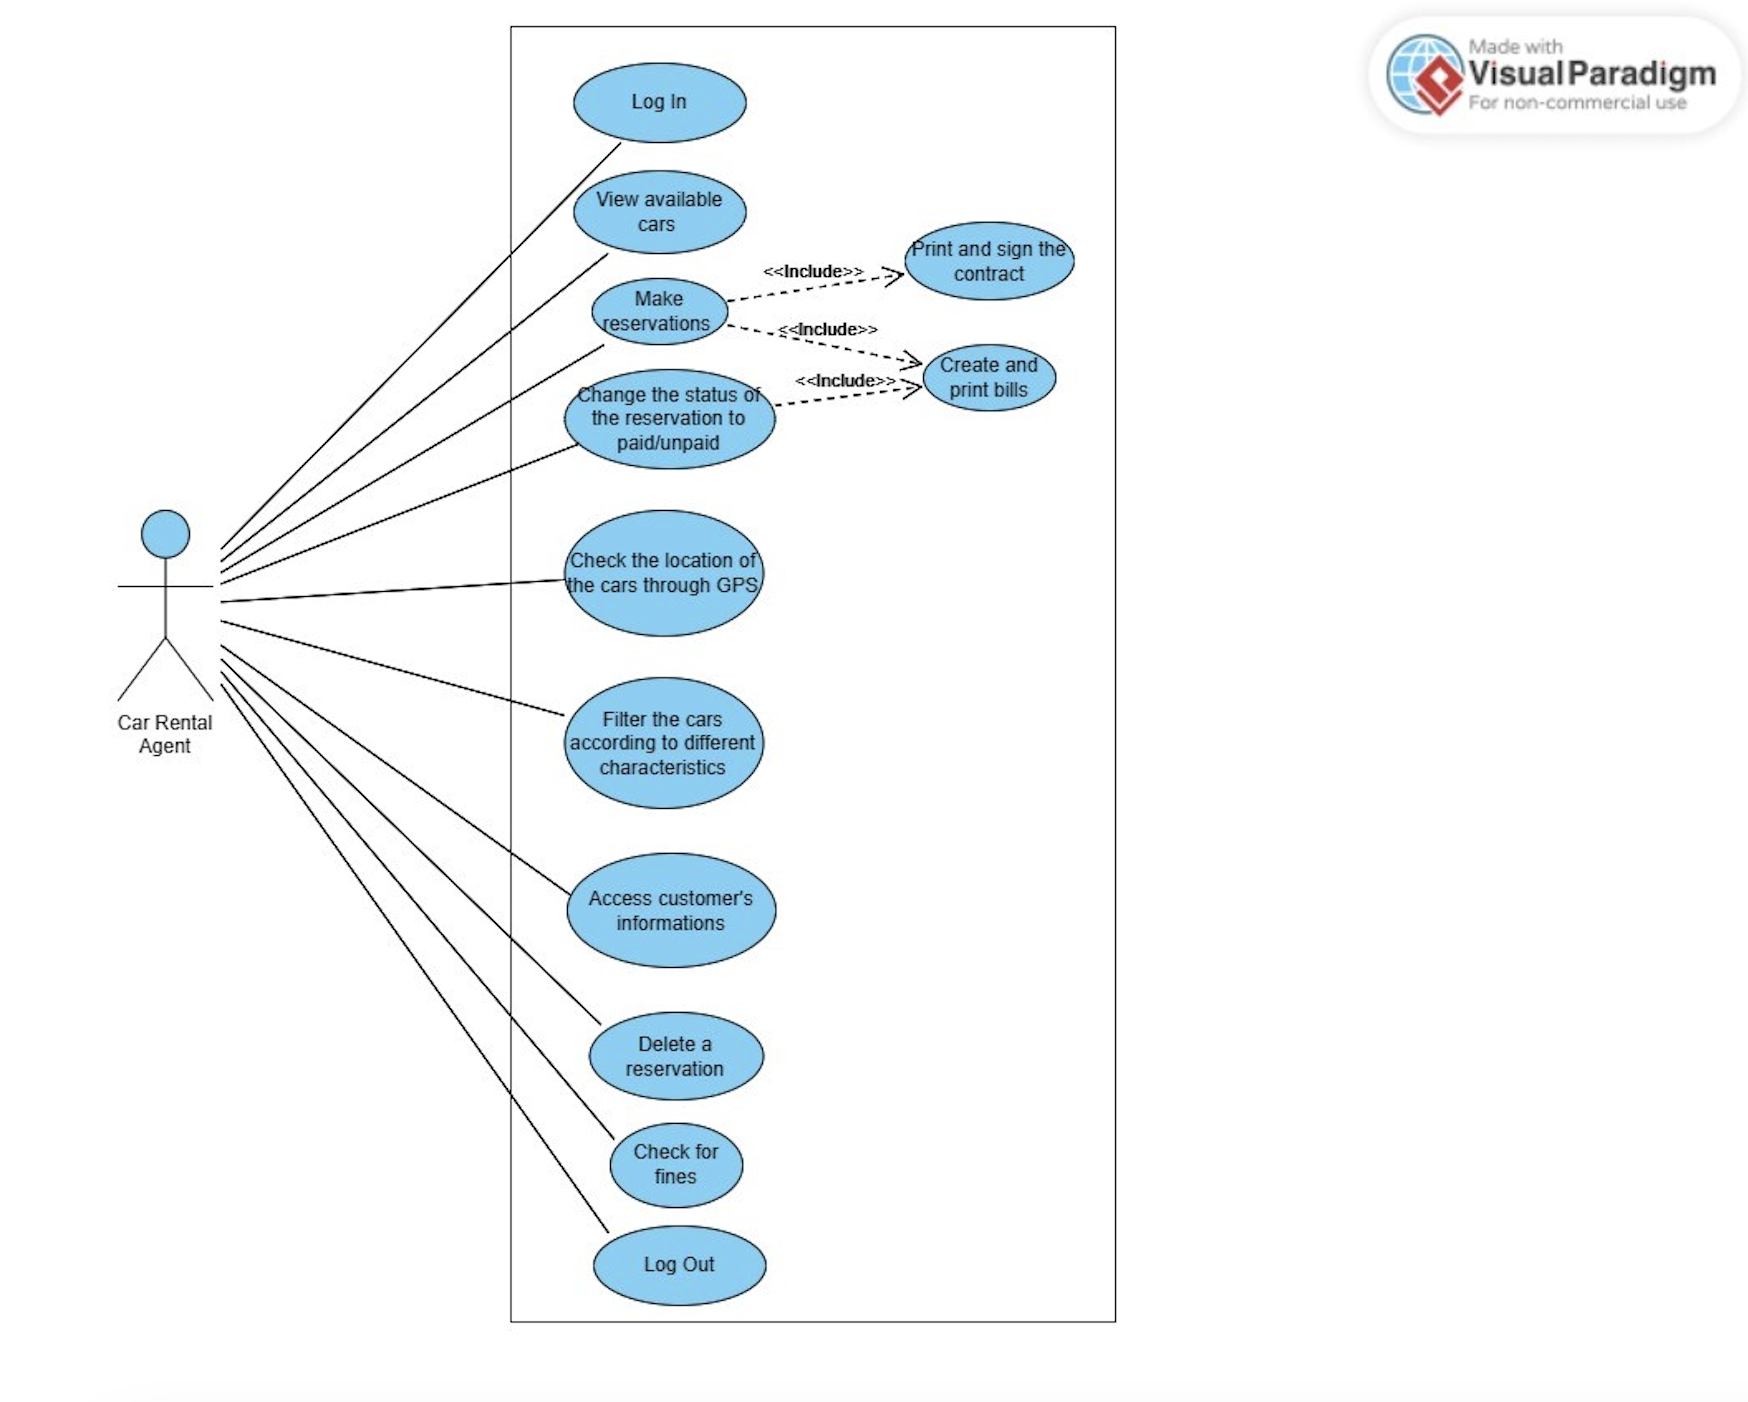 Made with
Visual Paradigm
For non-commercial use
Log In
View available
cars
Print and sign the
contract
<<Include>>
Make
reservations
<<Include>>
Create and
print bills
<<Include>>
Change the status of
the reservation to
paid/unpaid
Check the location of
the cars through GPS
Car Rental
Agent
Filter the cars
according to different
characteristics
Access customer's
informations
Delete a
reservation
Check for
fines
Log Out